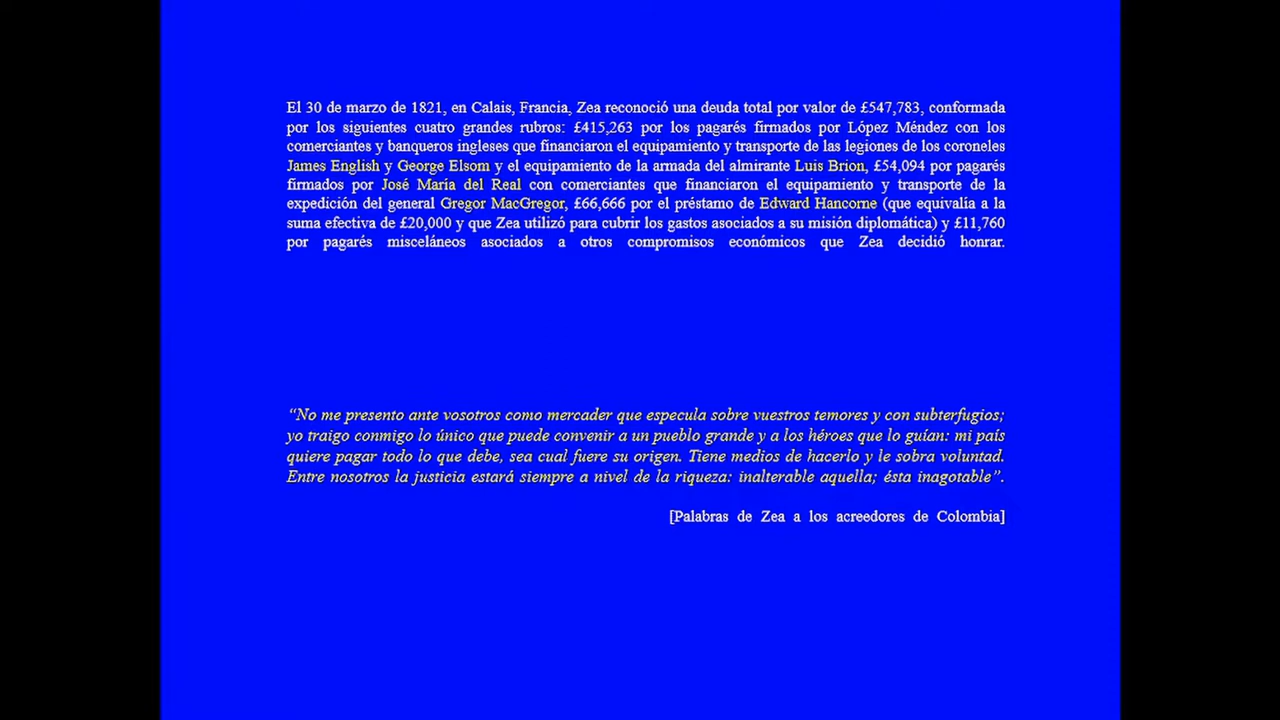 El 30 de marzo de 1821, en Calais, Francia, Zea reconoció una deuda total por valor de £547,783, conformada
por los siguientes cuatro grandes rubros: £415,263 por los pagarés firmados por López Méndez con los
comerciantes y banqueros ingleses que financiaron el equipamiento y transporte de las legiones de los coroneles
James English y George Elsom y el equipamiento de la armada del almirante Luis Brion, £54,094 por pagarés
firmados por José María del Real con comerciantes que financiaron el equipamiento y transporte de la
expedición del general Gregor MacGregor, £66,666 por el préstamo de Edward Hancorne (que equivalía a la
suma efectiva de £20,000 y que Zea utilizó para cubrir los gastos asociados a su misión diplomática) y £11,760
por pagarés misceláneos asociados a otros compromisos económicos que Zea decidió honrar.
“No me presento ante vosotros como mercader que especula sobre vuestros temores y con subterfugios;
yo traigo conmigo lo único que puede convenir a un pueblo grande y a los héroes que lo guían: mi país
quiere pagar todo lo que debe, sea cual fuere su origen. Tiene medios de hacerlo y le sobra voluntad.
Entre nosotros la justicia estará siempre a nivel de la riqueza: inalterable aquella; ésta inagotable”.
[Palabras de Zea a los acreedores de Colombia]